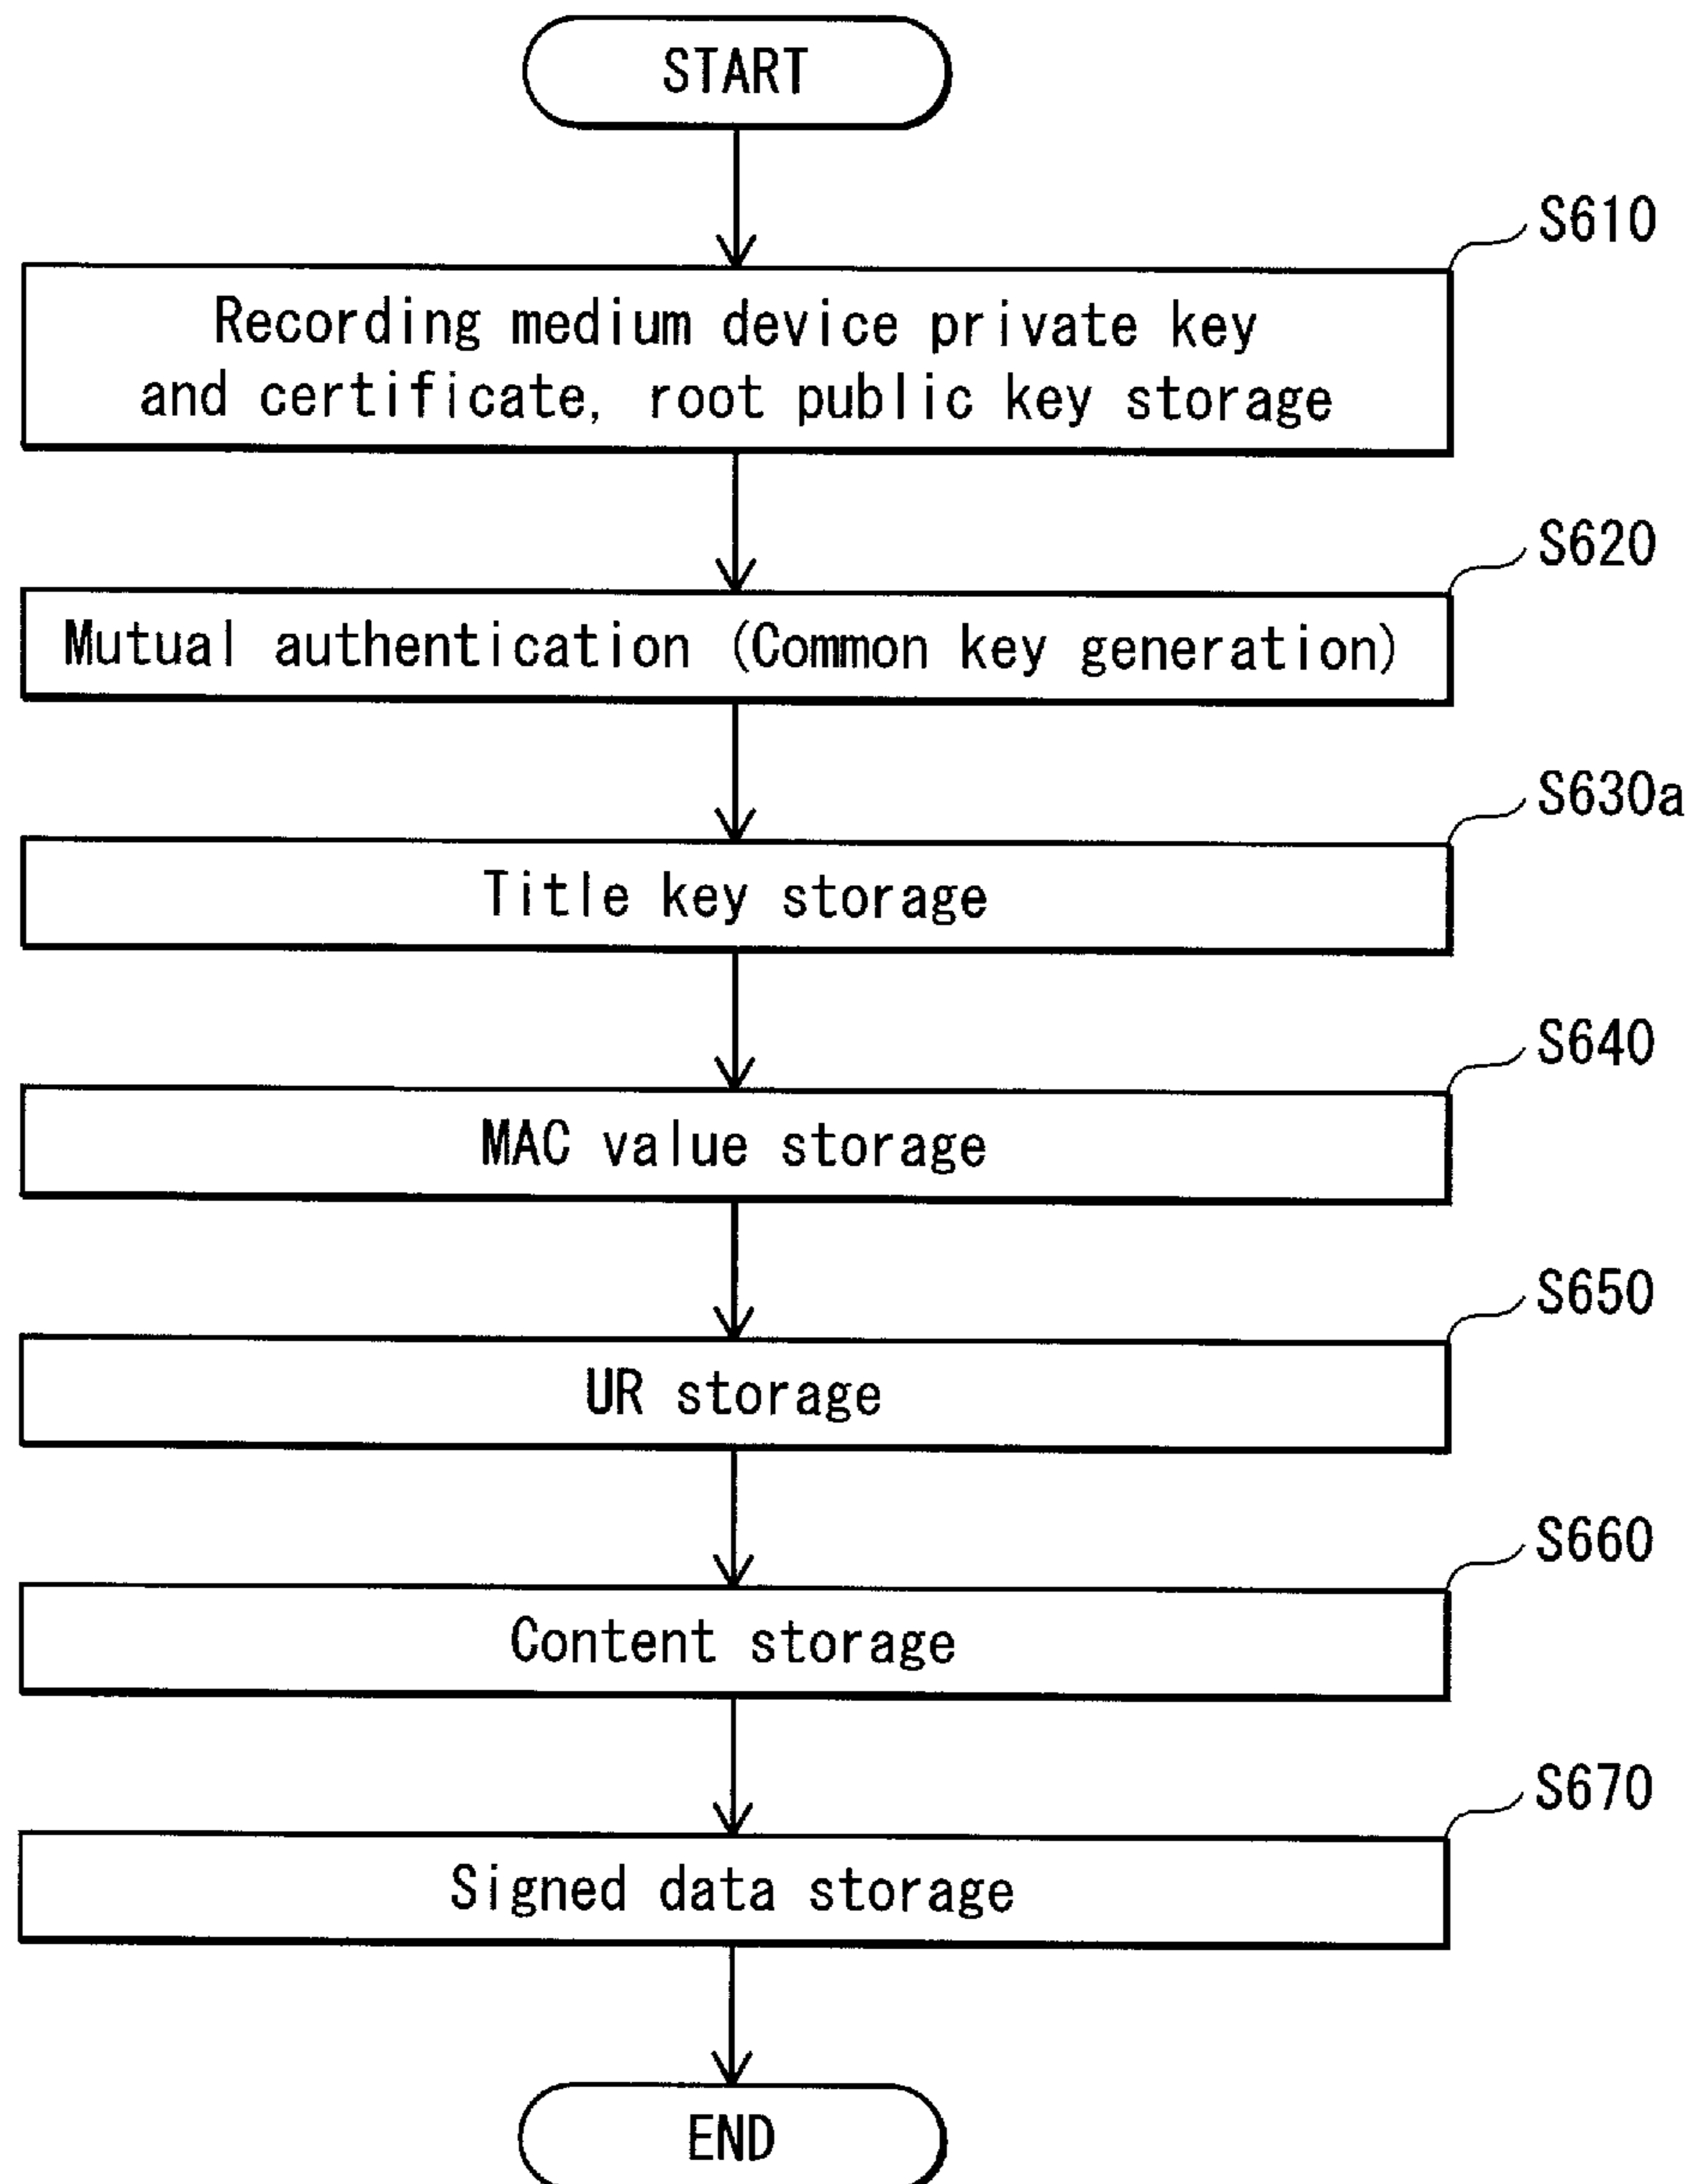 START
S610
Recording medium device private key
and certificate, root public key storage
S620
Mutual authentication (Common key generation)
S630a
Title key storage
S640
MAC value storage
S650
UR storage
S660
Content storage
S670
Signed data storage
END